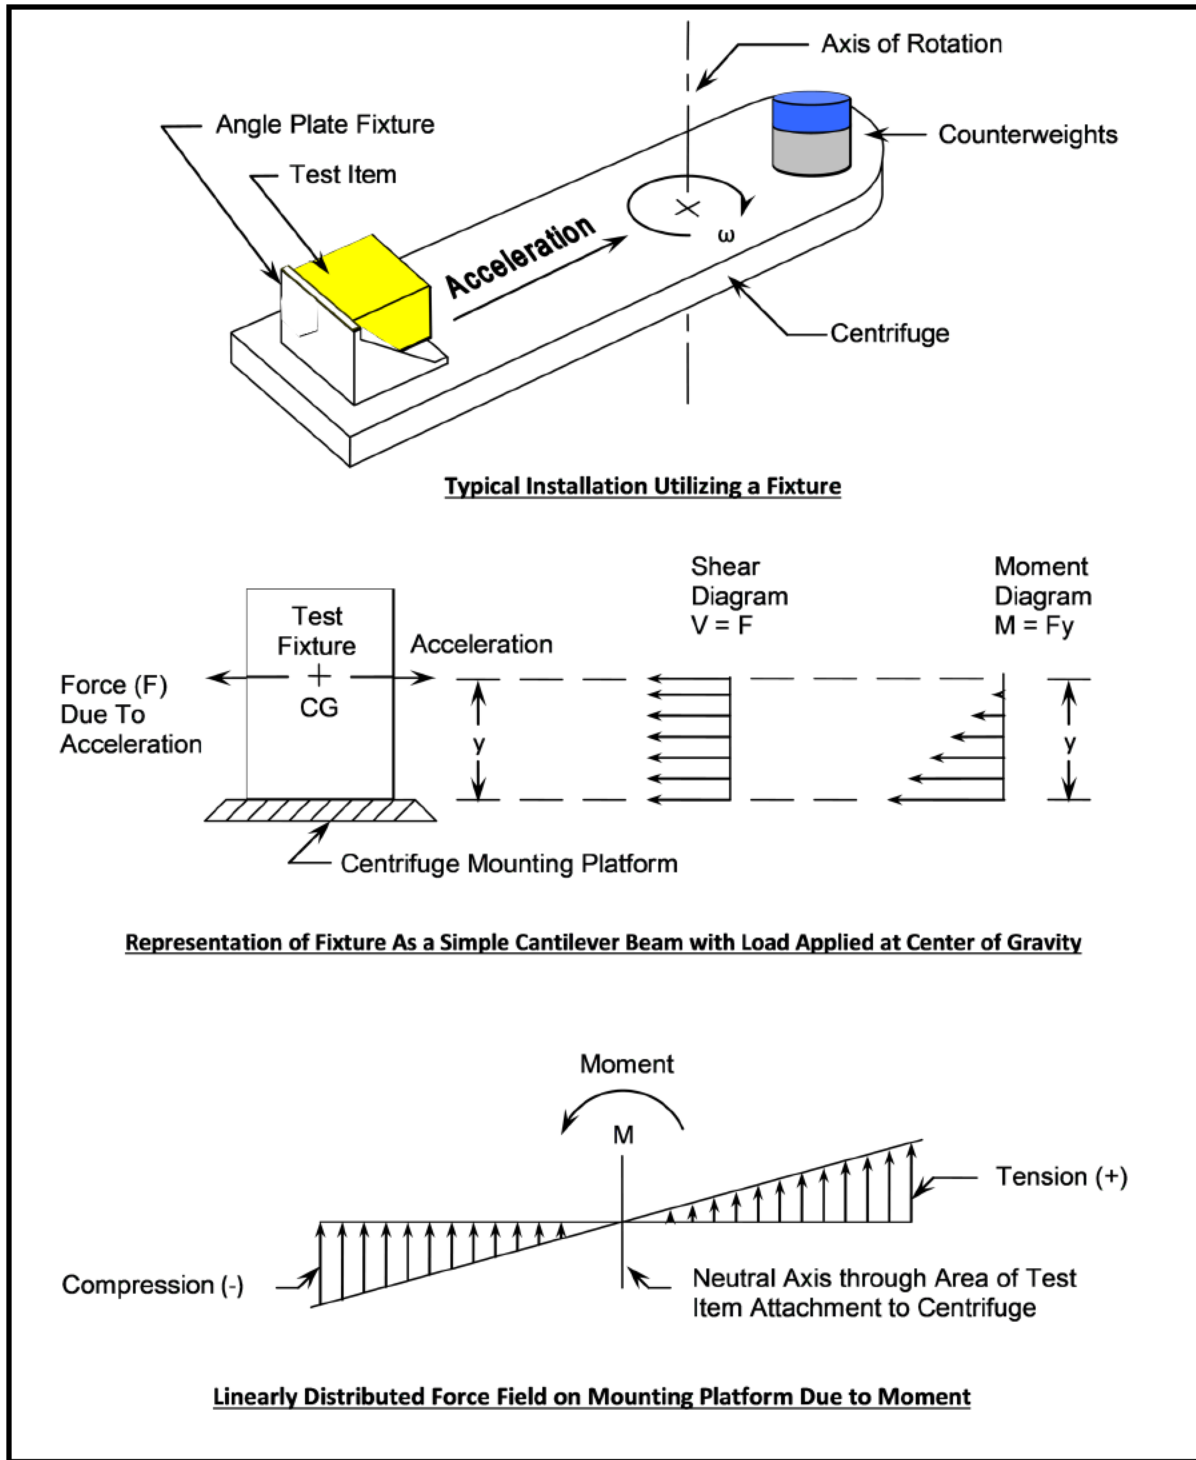 Axis of Rotation
Angle Plate Fixture
Counterweights
Test Item
Acceleration
ω
Centrifuge
Typical Installation Utilizing a Fixture
Shear
Diagram
V = F
Moment
Diagram
M = Fy
Test
Fixture
CG
Acceleration
Force (F)
Due To
Acceleration
y
y
Centrifuge Mounting Platform
Representation of Fixture As a Simple Cantilever Beam with Load Applied at Center of Gravity
Moment
M
Tension (+)
Compression (-)
Neutral Axis through Area of Test
Item Attachment to Centrifuge
Linearly Distributed Force Field on Mounting Platform Due to Moment